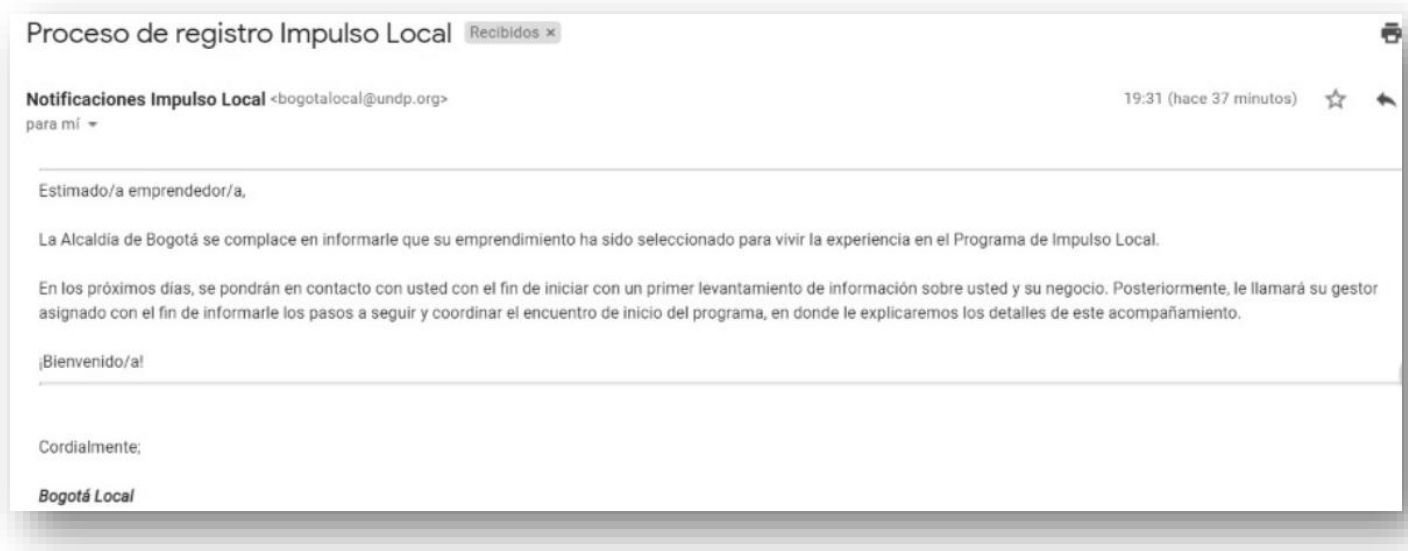 Proceso de registro Impulso Local Recibidos ×
Notificaciones Impulso Local <bogotalocal@undp.org> 19:31 (hace 37 minutos)
para mí
Estimado/a emprendedor/a,
La Alcaldía de Bogotá se complace en informarle que su emprendimiento ha sido seleccionado para vivir la experiencia en el Programa de Impulso Local.
En los próximos días, se pondrán en contacto con usted con el fin de iniciar con un primer levantamiento de información sobre usted y su negocio. Posteriormente, le llamará su gestor
asignado con el fin de informarle los pasos a seguir y coordinar el encuentro de inicio del programa, en donde le explicaremos los detalles de este acompañamiento.
¡Bienvenido/a!
Cordialmente;
Bogotá Local